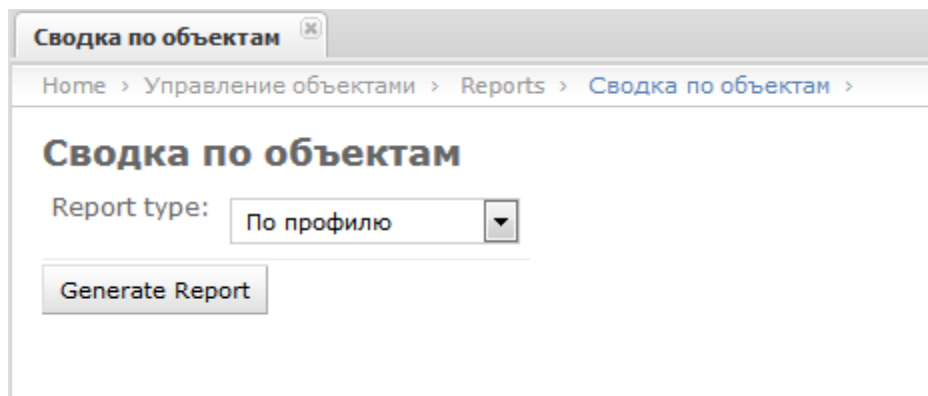 Сводка по объектам
Home › Управление объектами › Reports › Сводка по объектам ›
Сводка по объектам
Report type: По профилю
Generate Report